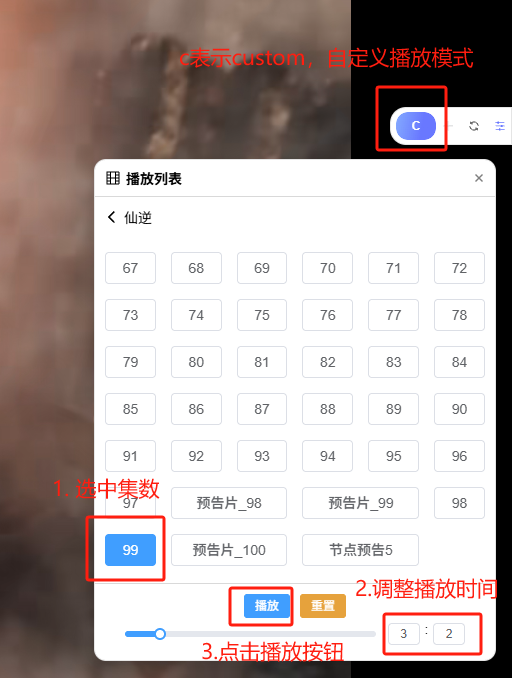 c表示custom，自定义播放模式
C
播放列表
仙逆
67 68 69 70 71 72
73 74 75 76 77 78
79 80 81 82 83 84
85 86 87 88 89 90
91 92 93 94 95 96
1. 选中集数
97 预告片_98 预告片_99 98
99 预告片_100 节点预告5
2.调整播放时间
播放 重置
3 : 2
3.点击播放按钮